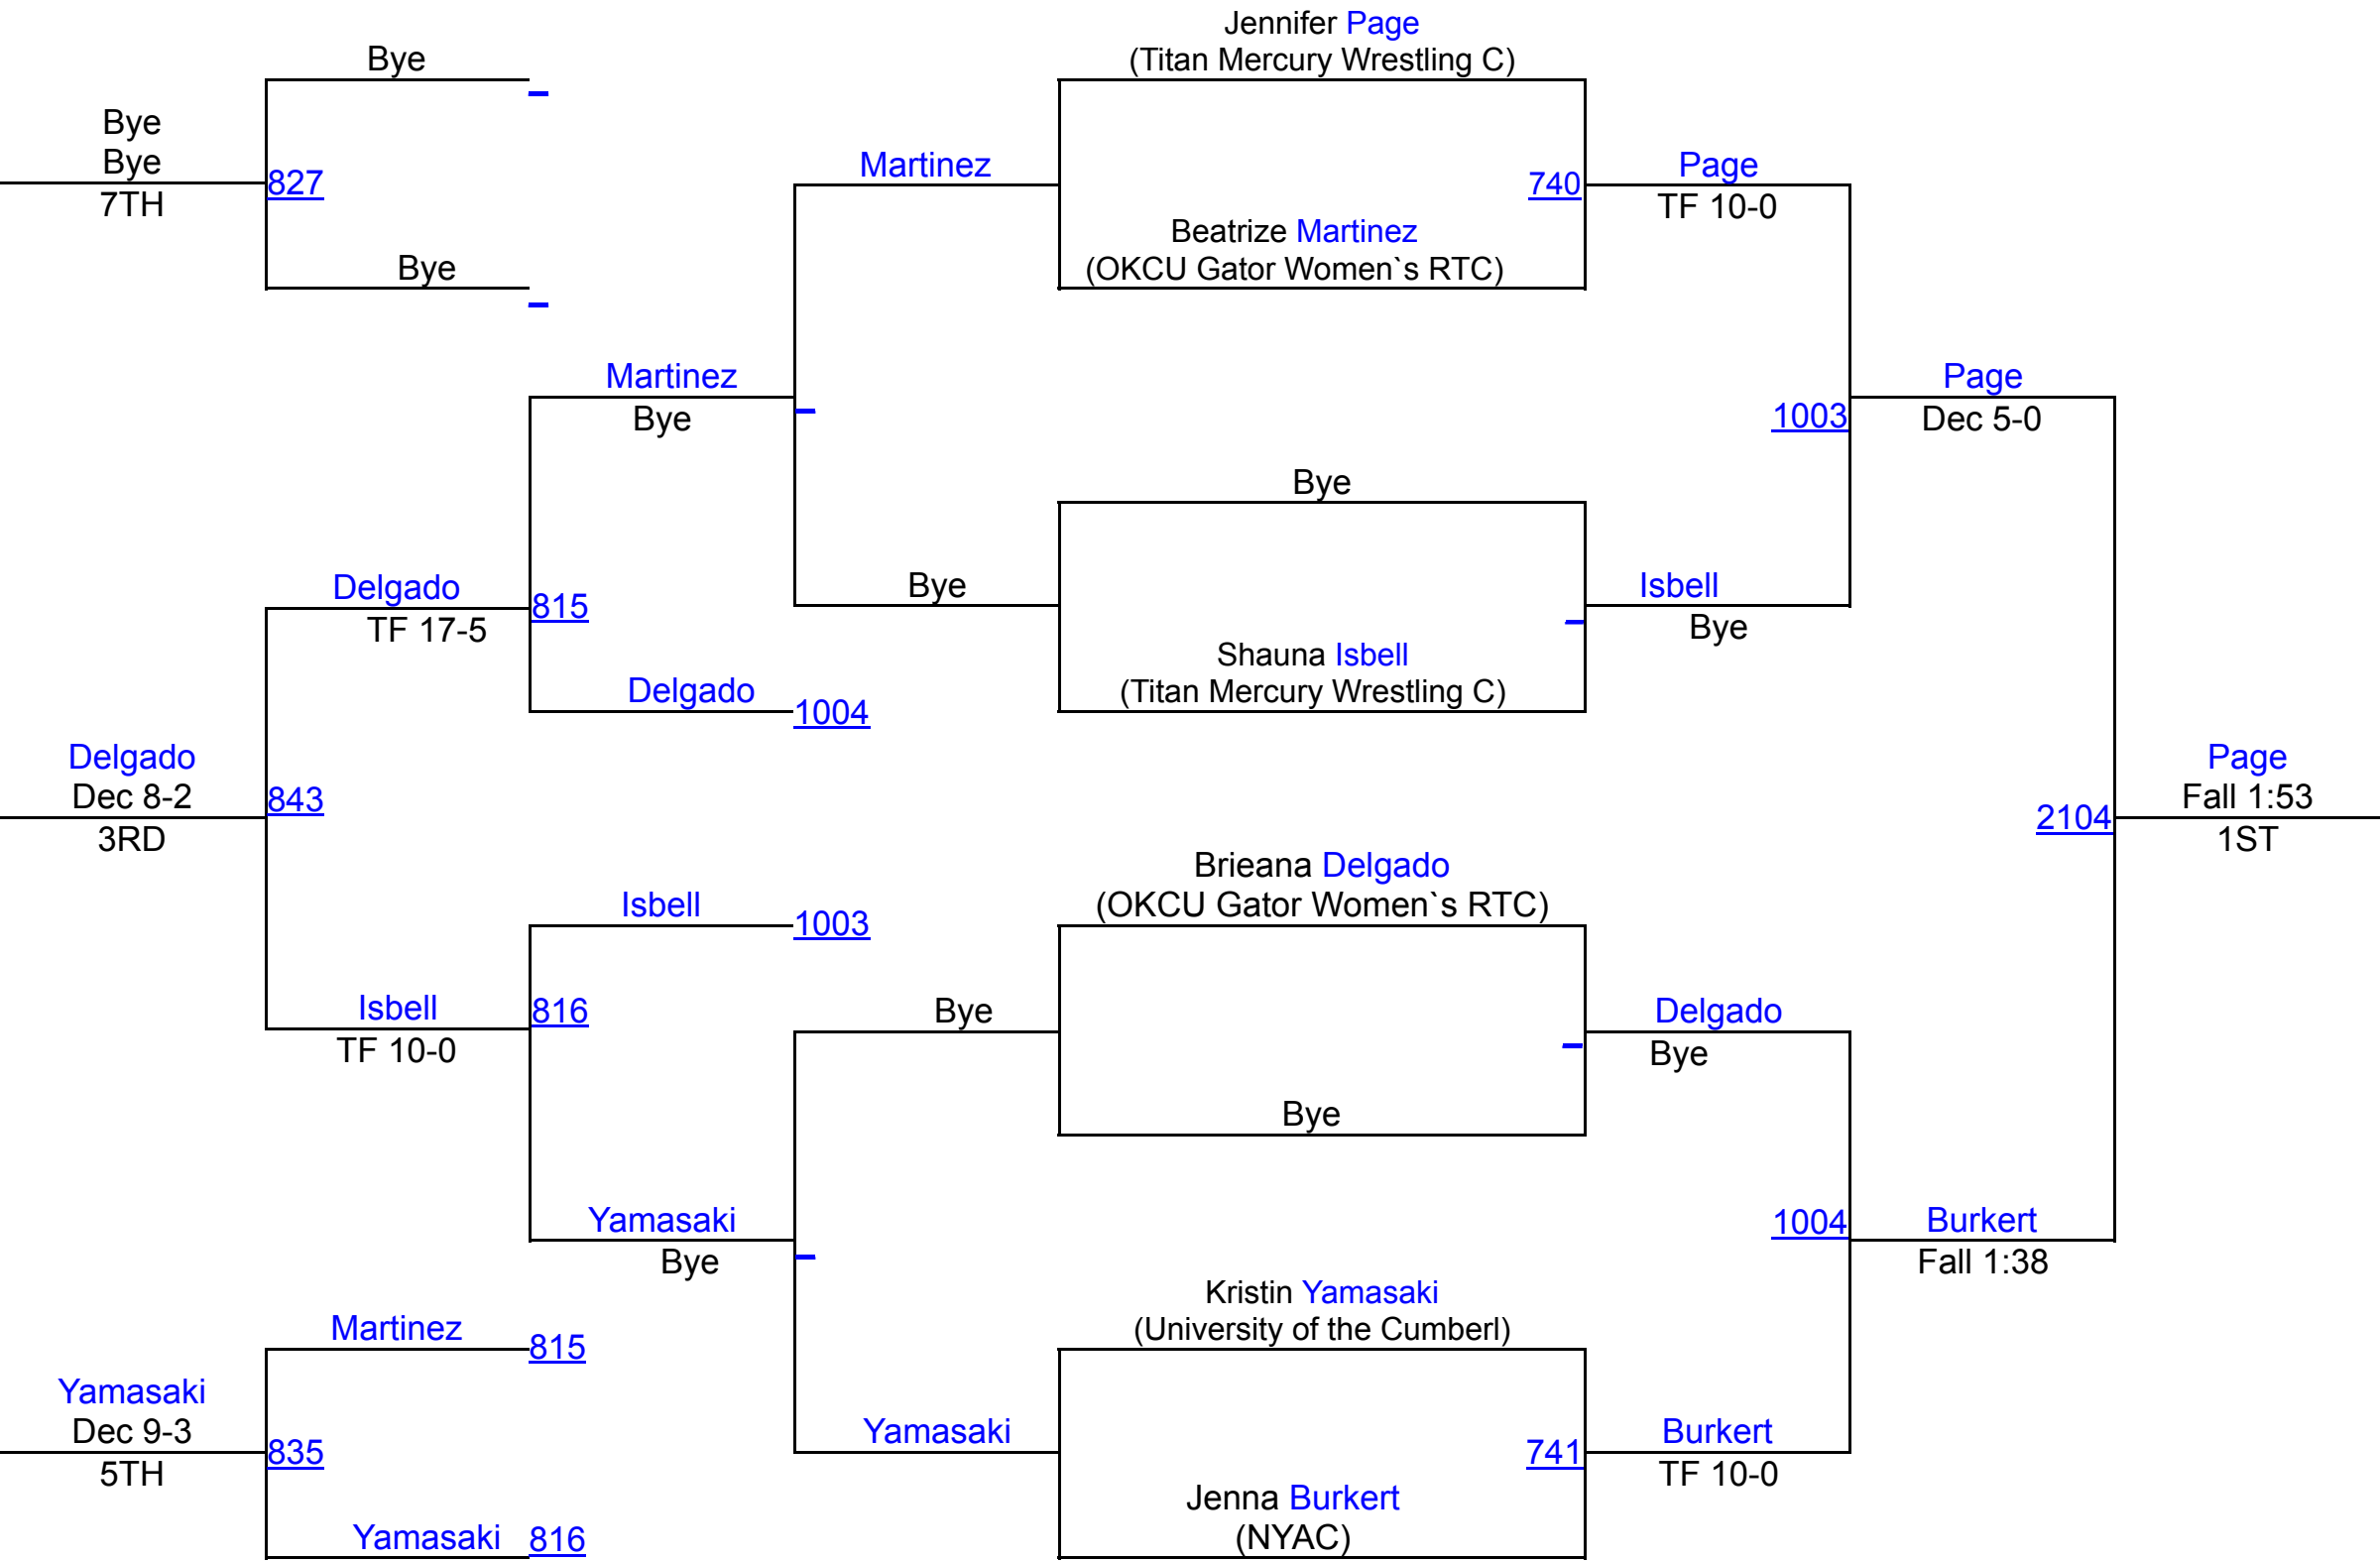 Jennifer Page
(Titan Mercury Wrestling C)
Bye
Bye
Bye
7TH
827
Bye
Martinez
740
Page
TF 10-0
Beatrize Martinez
(OKCU Gator Women`s RTC)
Martinez
Bye
1003
Page
Dec 5-0
Bye
Bye
Isbell
Bye
Delgado
TF 17-5
815
Shauna Isbell
(Titan Mercury Wrestling C)
Delgado
1004
Delgado
Dec 8-2
3RD
843
2104
Page
Fall 1:53
1ST
Brieana Delgado
(OKCU Gator Women`s RTC)
Isbell
1003
Isbell
TF 10-0
816
Bye
Delgado
Bye
Bye
Yamasaki
Bye
1004
Burkert
Fall 1:38
Kristin Yamasaki
(University of the Cumberl)
Martinez
815
Yamasaki
Dec 9-3
5TH
835
Yamasaki
741
Burkert
TF 10-0
Jenna Burkert
(NYAC)
Yamasaki
816